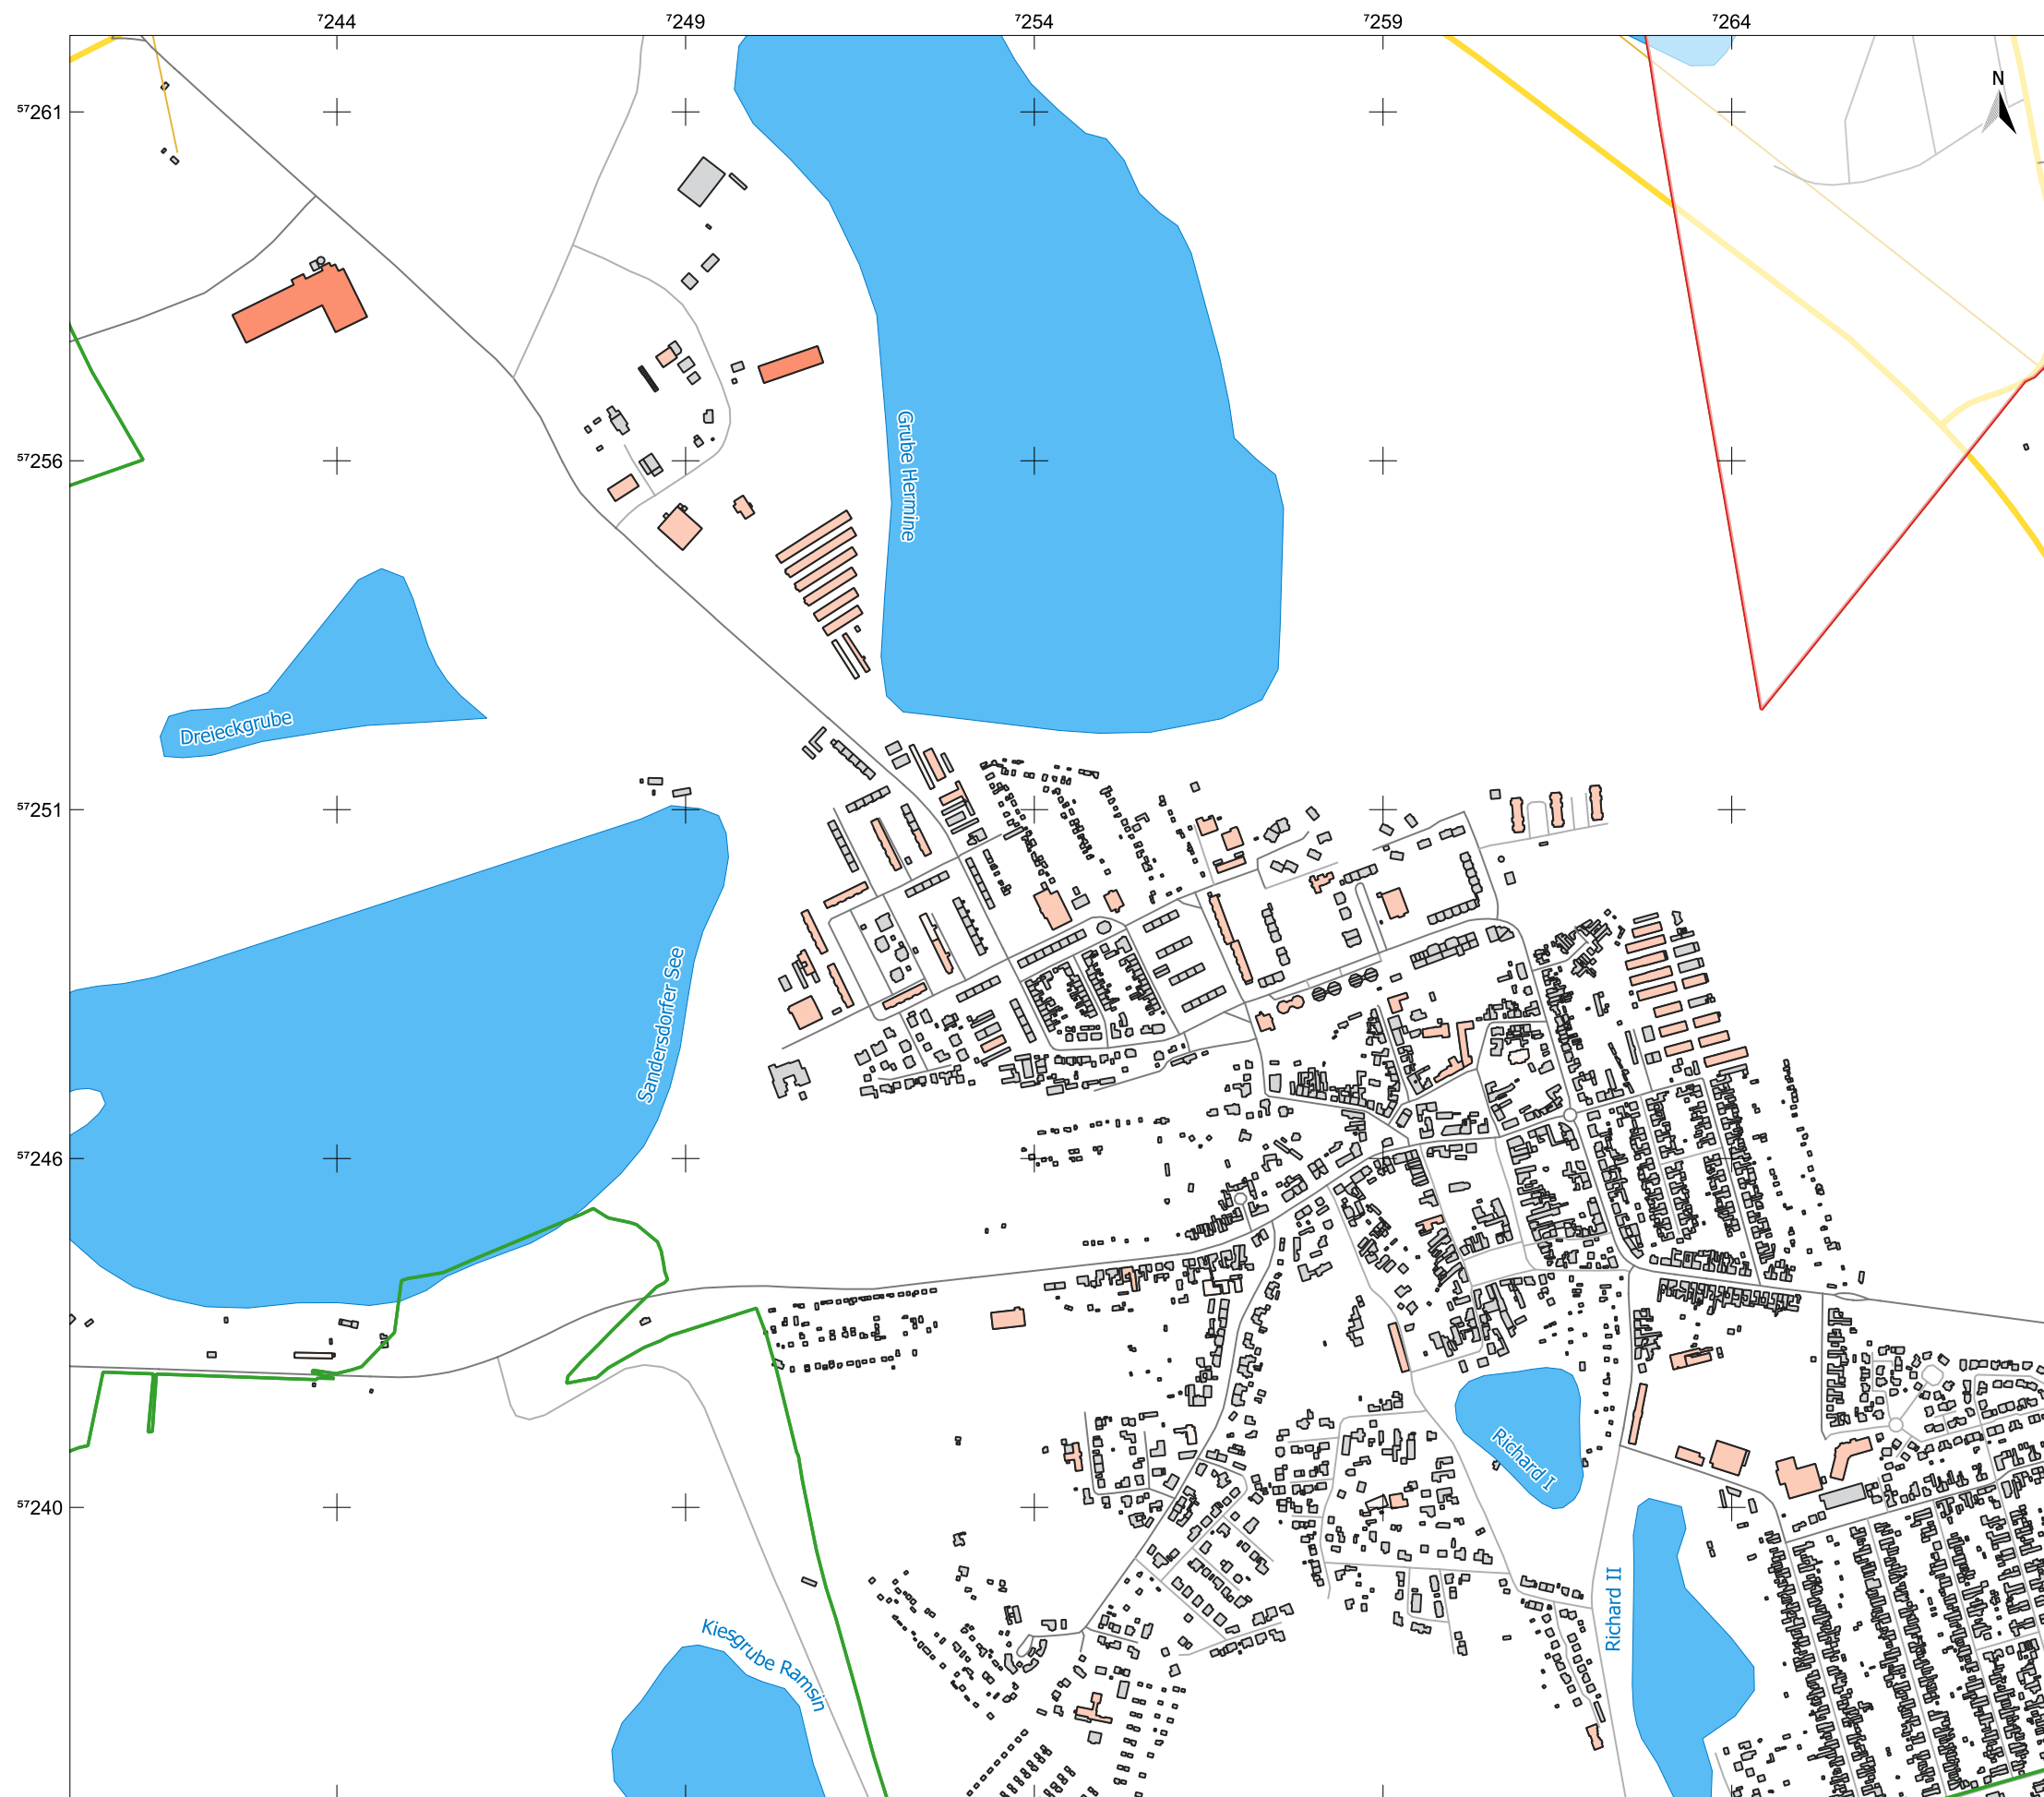 7244
7249
7254
7259
7264
N
57261
57256
57251
57246
57240
Grube Hermine
Dreieckgrube
Sandersdorfer See
Richard I
Richard II
Kiesgrube Ramsin